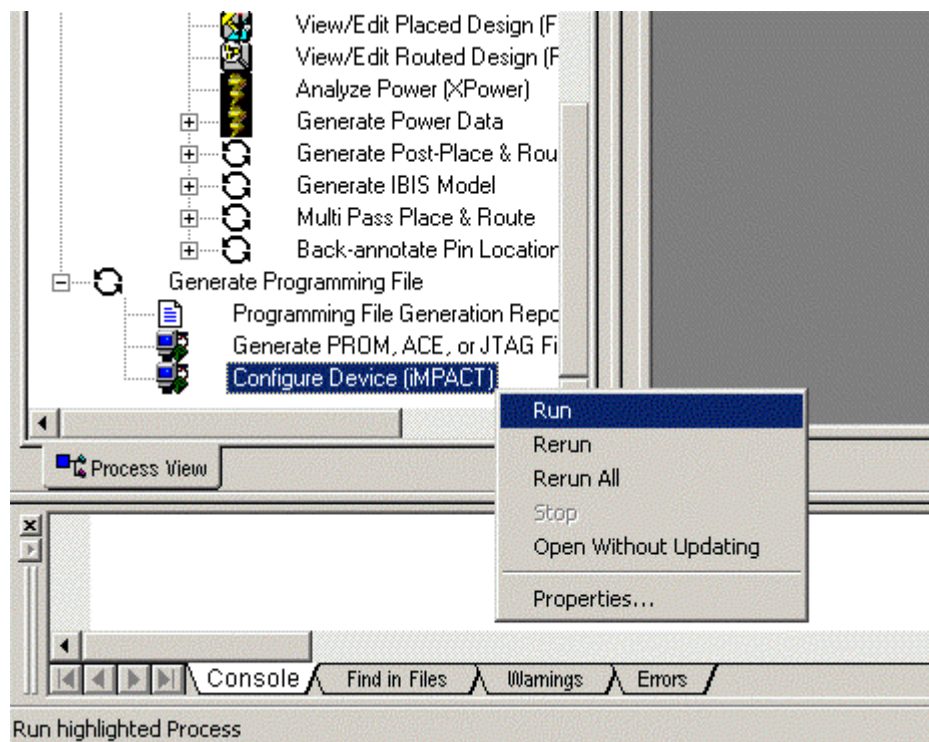 View/Edit Placed Design (F
View/Edit Routed Design (F
Analyze Power (XPower)
Generate Power Data
Generate Post-Place & Rou
Generate IBIS Model
Multi Pass Place & Route
Back-annotate Pin Location
Generate Programming File
Programming File Generation Repo
Generate PROM, ACE, or JTAG Fi
Configure Device (iMPACT)
Run
Rerun
Rerun All
Stop
Open Without Updating
Properties...
Process View
Console
Find in Files
Warnings
Errors
Run highlighted Process